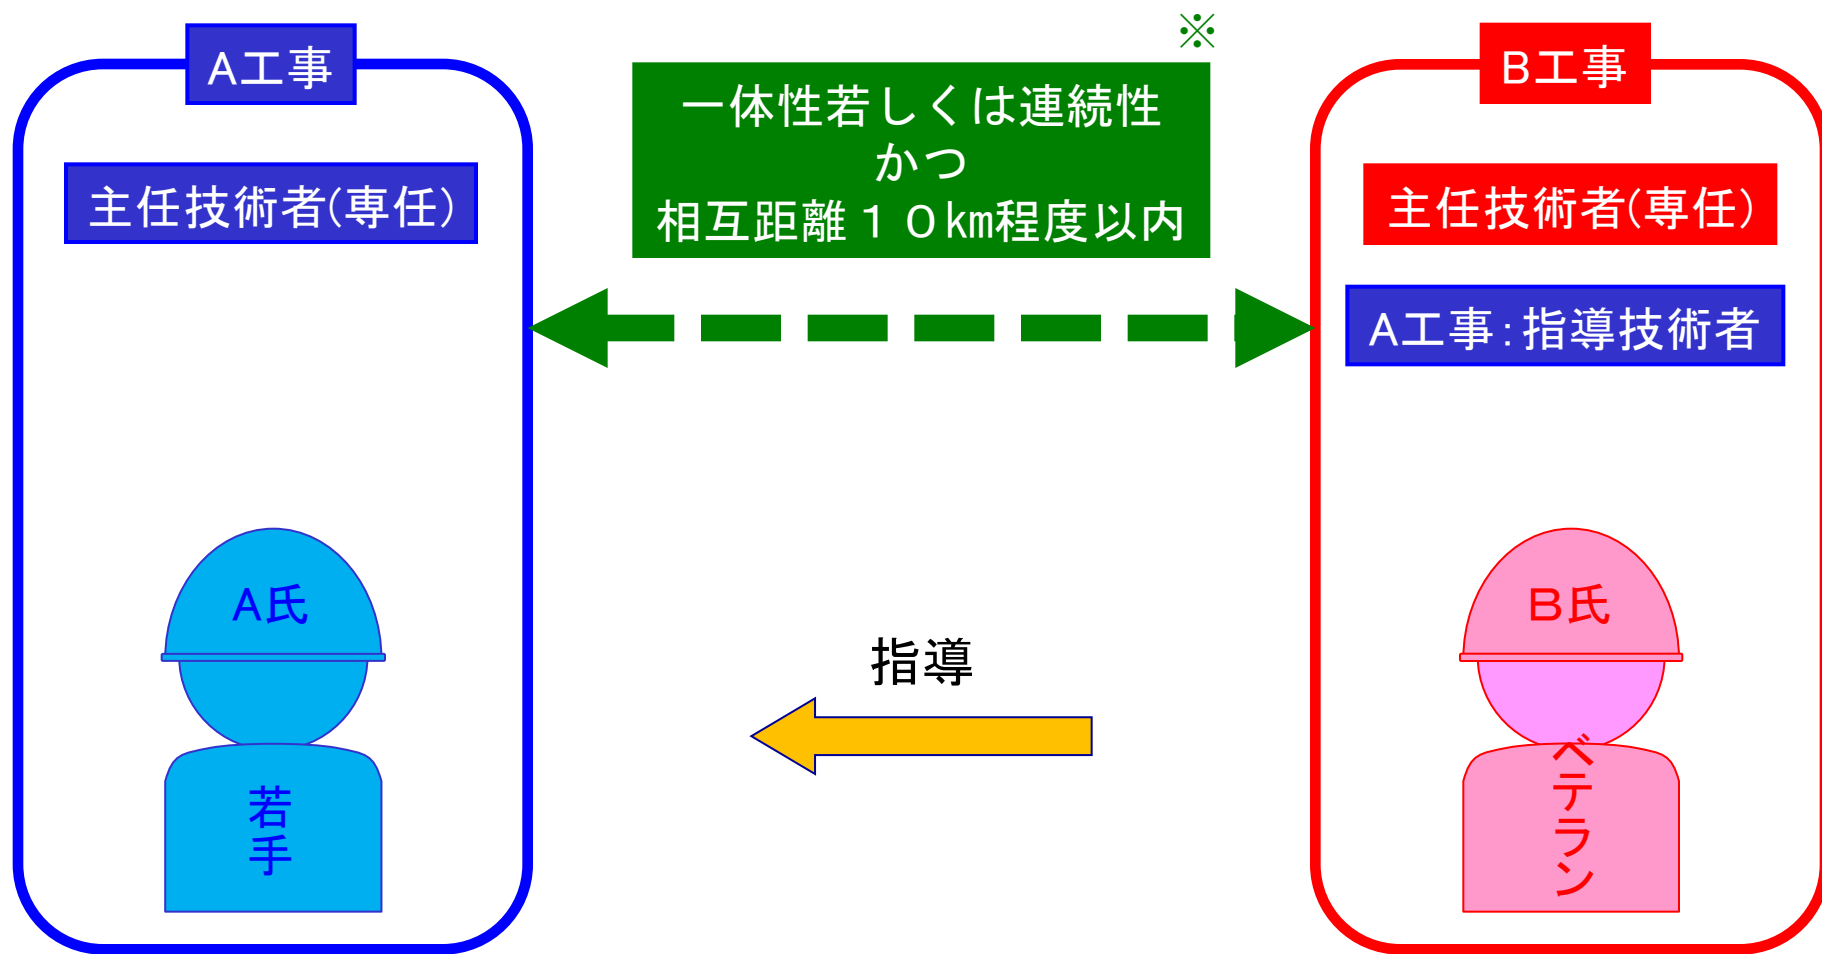 ※
A工事
一体性若しくは連続性
かつ
相互距離１０㎞程度以内
B工事
主任技術者(専任)
主任技術者(専任)
A工事：指導技術者
A氏
若手
指導
B氏
ベテラン